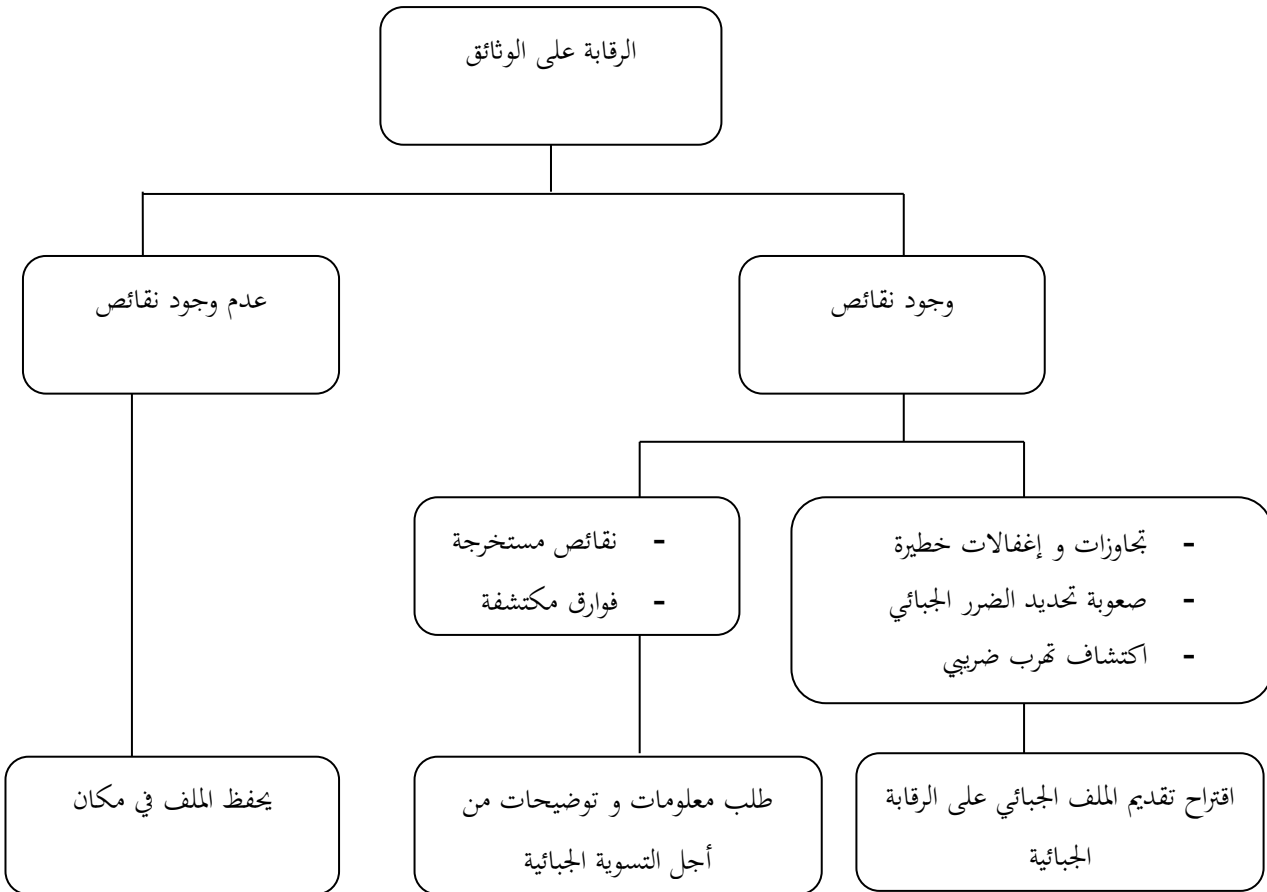 الرقابة على الوثائق
وجود نقائص
عدم وجود نقائص
- تجاوزات و إغفالات خطيرة
- صعوبة تحديد الضرر الجبائي
- اكتشاف تهرب ضريبي
- نقائص مستخرجة
- فوارق مكتشفة
اقتراح تقديم الملف الجبائي على الرقابة
الجبائية
طلب معلومات و توضيحات من
أجل التسوية الجبائية
يحفظ الملف في مكان